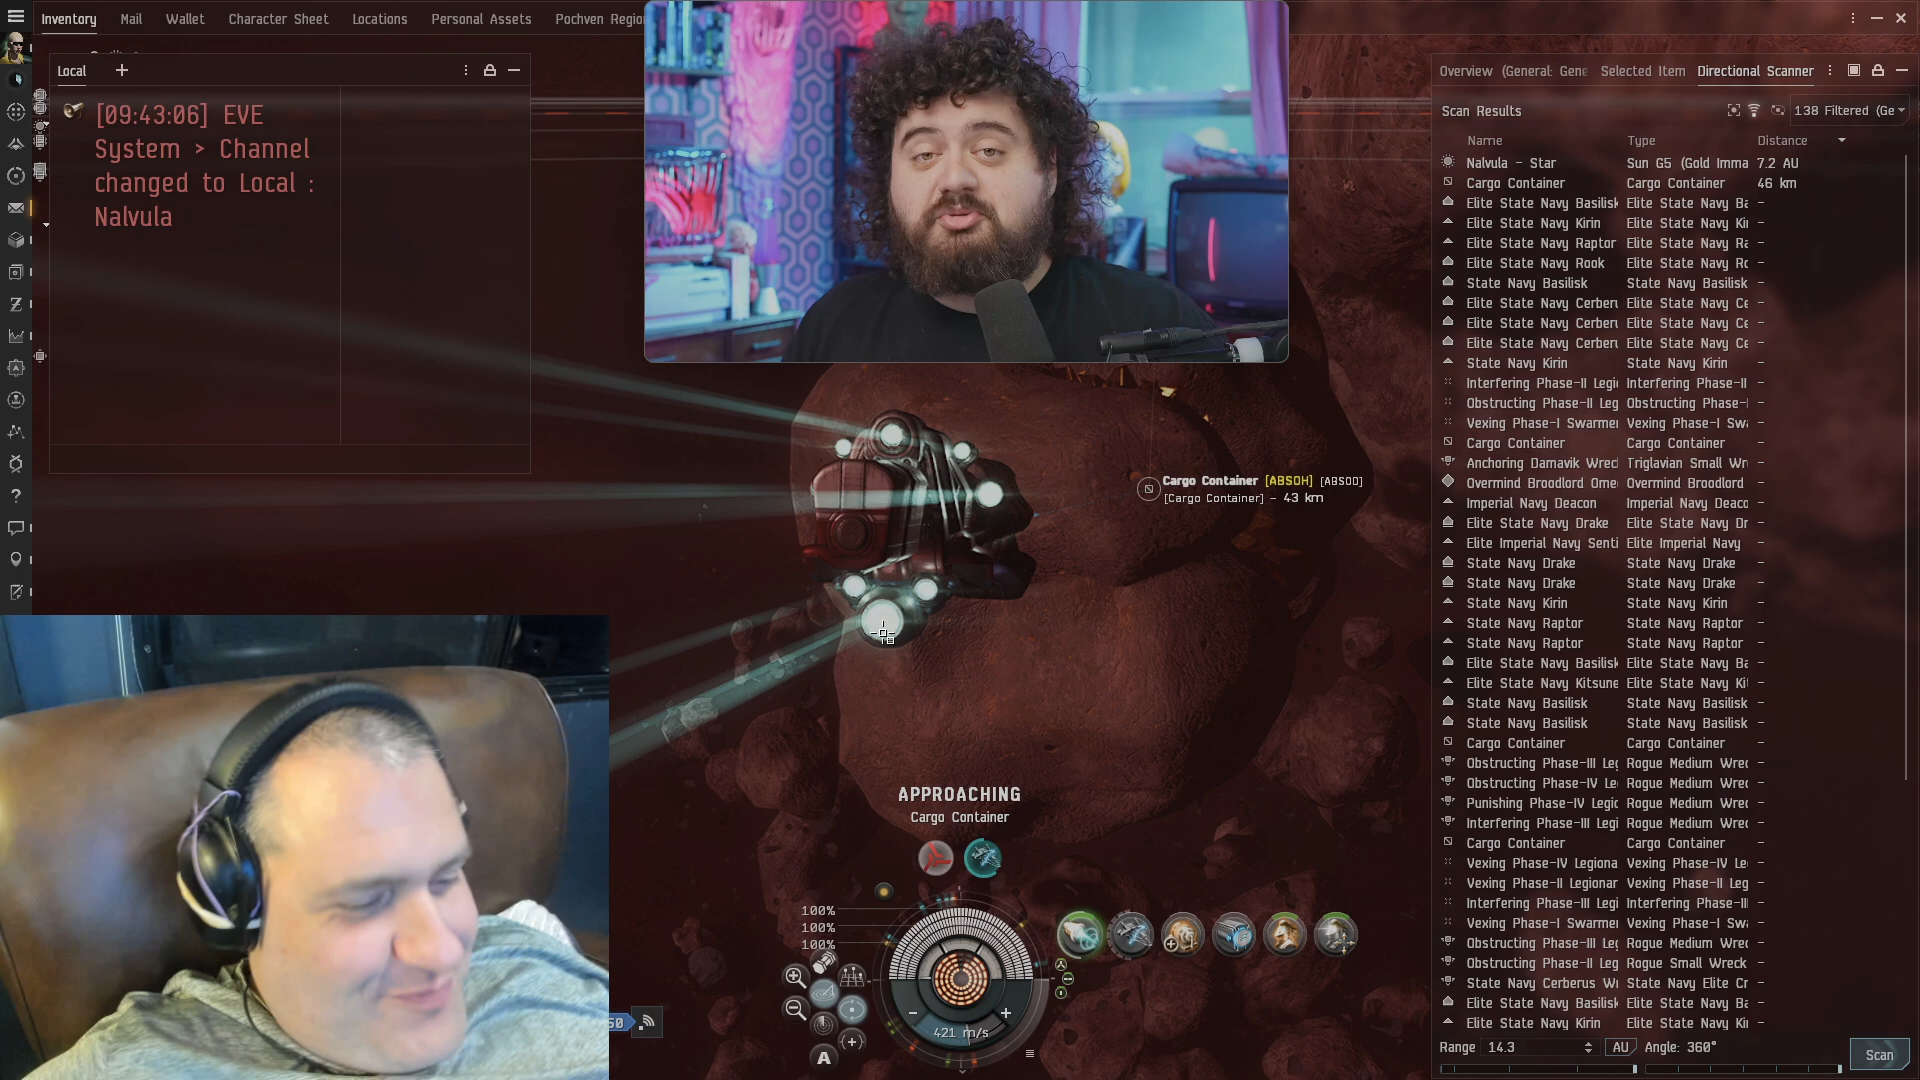 Inventory
Mail
Wallet
Character Sheet
Locations
Personal Assets
Pochven Regio
Local
[09:43:06] EVE
System > Channel
changed to Local :
Nalvula
Cargo Container [ABSOH] [ABSOD]
[Cargo Container] - 43 km
APPROACHING
Cargo Container
100%
100%
100%
421 m/s
A
Overview (General: Gene
Selected Item
Directional Scanner
Scan Results
138 Filtered (Ge
Name Type Distance
Nalvula - Star Sun G5 (Gold Imma 7.2 AU
Cargo Container Cargo Container 46 km
Elite State Navy Basilisk Elite State Navy Ba -
Elite State Navy Kirin Elite State Navy Ki -
Elite State Navy Raptor Elite State Navy Ra -
Elite State Navy Rook Elite State Navy Ro -
State Navy Basilisk State Navy Basilisk -
Elite State Navy Cerberu Elite State Navy Ce -
Elite State Navy Cerberu Elite State Navy Ce -
Elite State Navy Cerberu Elite State Navy Ce -
State Navy Kirin State Navy Kirin -
Interfering Phase-II Legi Interfering Phase-II -
Obstructing Phase-II Leg Obstructing Phase- -
Vexing Phase-I Swarmer Vexing Phase-I Swa -
Cargo Container Cargo Container -
Anchoring Damavik Wrec Triglavian Small Wr -
Overmind Broodlord Ome Overmind Broodlord -
Imperial Navy Deacon Imperial Navy Deaco -
Elite State Navy Drake Elite State Navy Dr -
Elite Imperial Navy Senti Elite Imperial Navy -
State Navy Drake State Navy Drake -
State Navy Drake State Navy Drake -
State Navy Kirin State Navy Kirin -
State Navy Raptor State Navy Raptor -
State Navy Raptor State Navy Raptor -
Elite State Navy Basilisk Elite State Navy Ba -
Elite State Navy Kitsune Elite State Navy Kit -
State Navy Basilisk State Navy Basilisk -
State Navy Basilisk State Navy Basilisk -
Cargo Container Cargo Container -
Obstructing Phase-III Leg Rogue Medium Wrec -
Obstructing Phase-IV Le Rogue Medium Wrec -
Punishing Phase-IV Legio Rogue Medium Wrec -
Interfering Phase-III Legi Rogue Medium Wrec -
Cargo Container Cargo Container -
Vexing Phase-IV Legiona Vexing Phase-IV Le -
Vexing Phase-II Legionar Vexing Phase-II Leg -
Interfering Phase-III Legi Interfering Phase-III -
Vexing Phase-I Swarmer Vexing Phase-I Swa -
Obstructing Phase-III Leg Rogue Medium Wrec -
Obstructing Phase-II Leg Rogue Small Wreck -
State Navy Cerberus Wr State Navy Elite Cr -
Elite State Navy Basilisk Elite State Navy Ba -
Elite State Navy Kirin Elite State Navy Ki -
Range 14.3 AU Angle: 360°
Scan